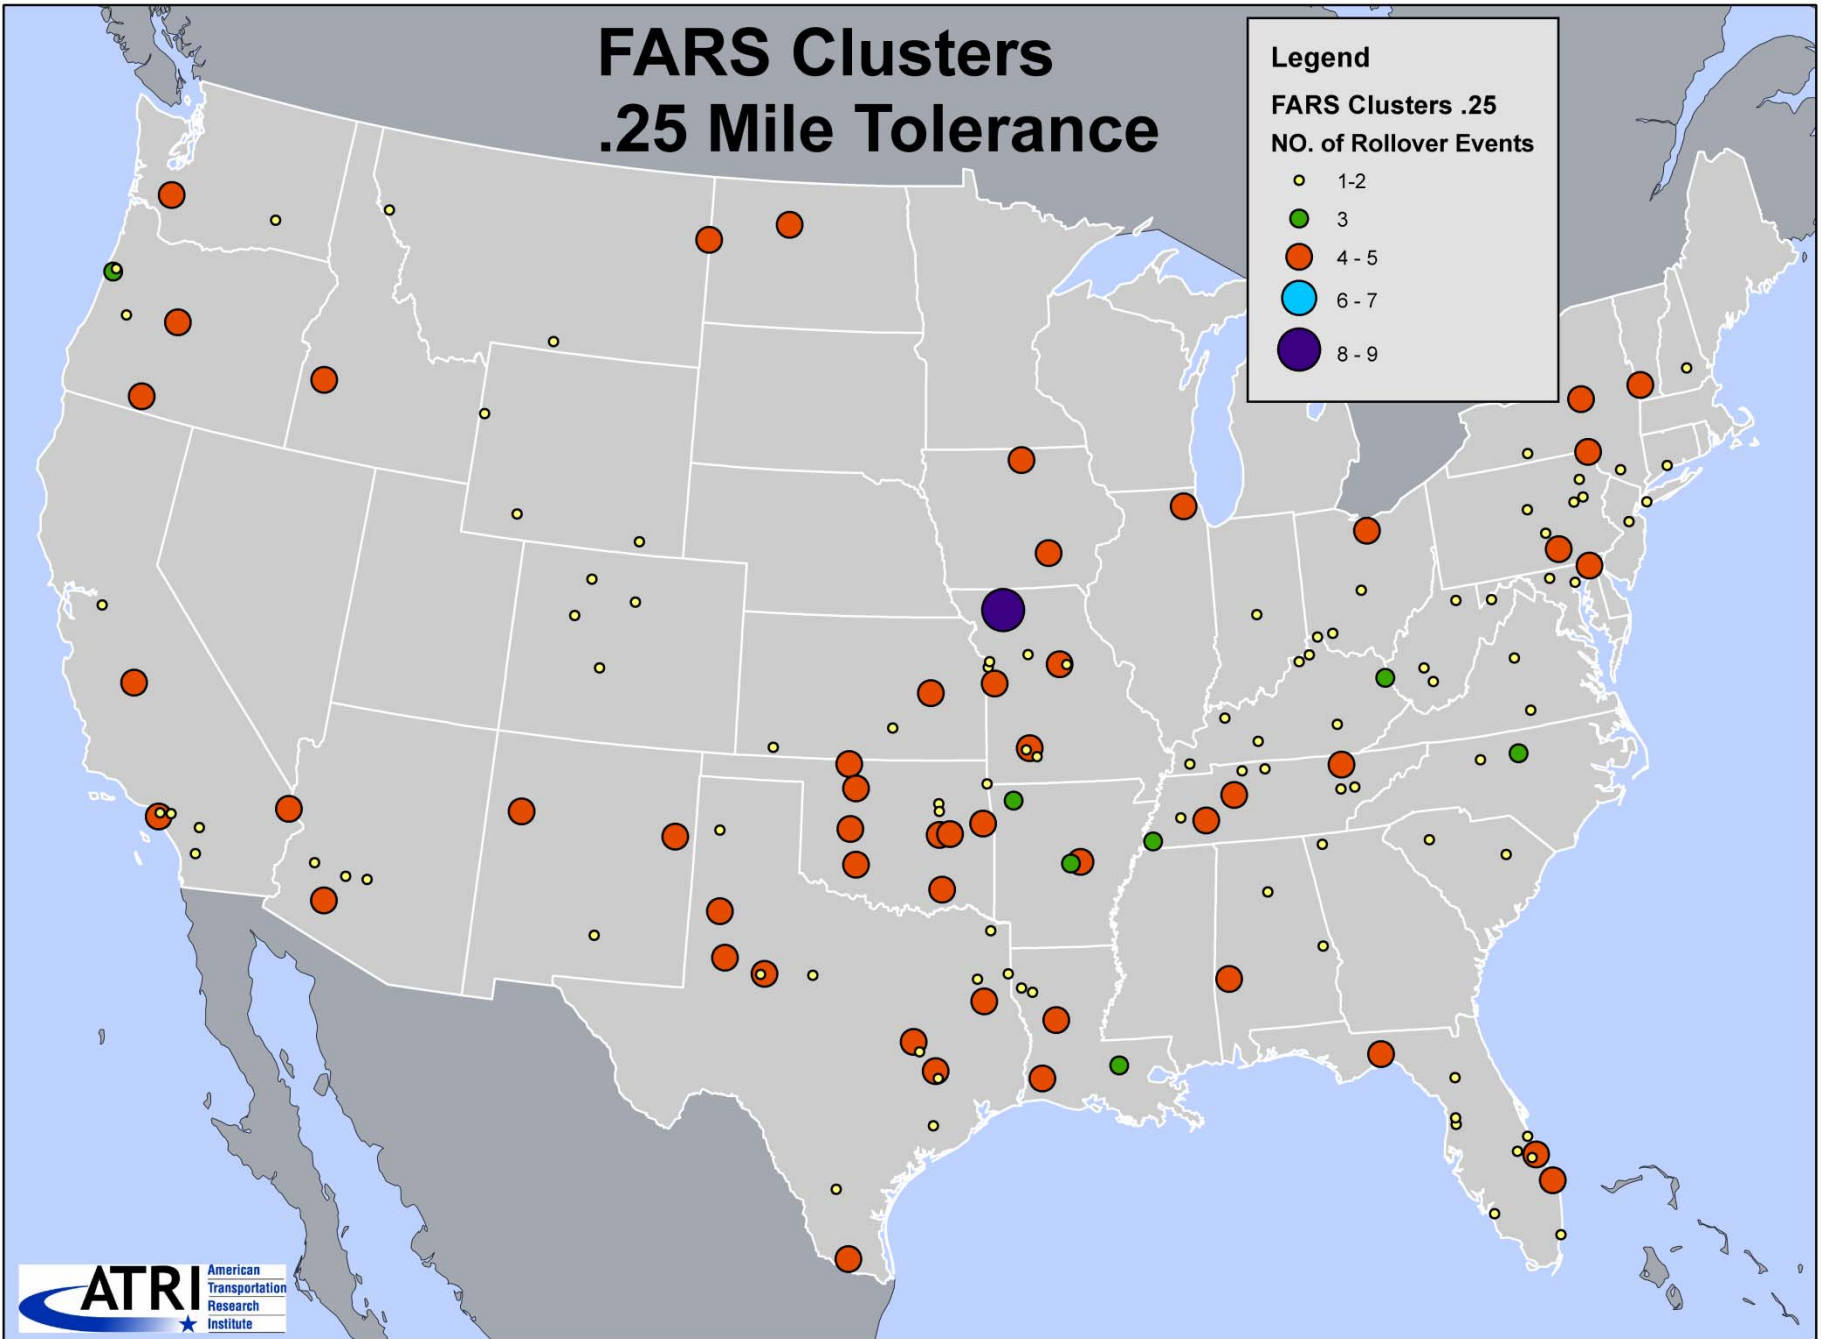 FARS Clusters
.25 Mile Tolerance
Legend
FARS Clusters .25
NO. of Rollover Events
1-2
3
4 - 5
6 - 7
8 - 9
ATRI
American
Transportation
Research
Institute